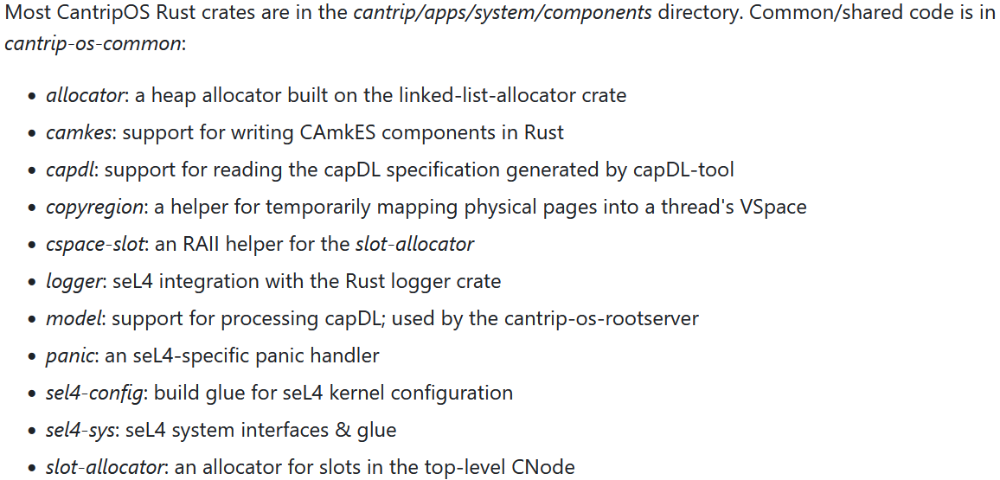 Most CantripOS Rust crates are in the cantrip/apps/system/components directory. Common/shared code is in
cantrip-os-common:
• allocator: a heap allocator built on the linked-list-allocator crate
• camkes: support for writing CAmkES components in Rust
• capdl: support for reading the capDL specification generated by capDL-tool
• copyregion: a helper for temporarily mapping physical pages into a thread's VSpace
• cspace-slot: an RAII helper for the slot-allocator
• logger: seL4 integration with the Rust logger crate
• model: support for processing capDL; used by the cantrip-os-rootserver
• panic: an seL4-specific panic handler
• sel4-config: build glue for seL4 kernel configuration
• sel4-sys: seL4 system interfaces & glue
• slot-allocator: an allocator for slots in the top-level CNode